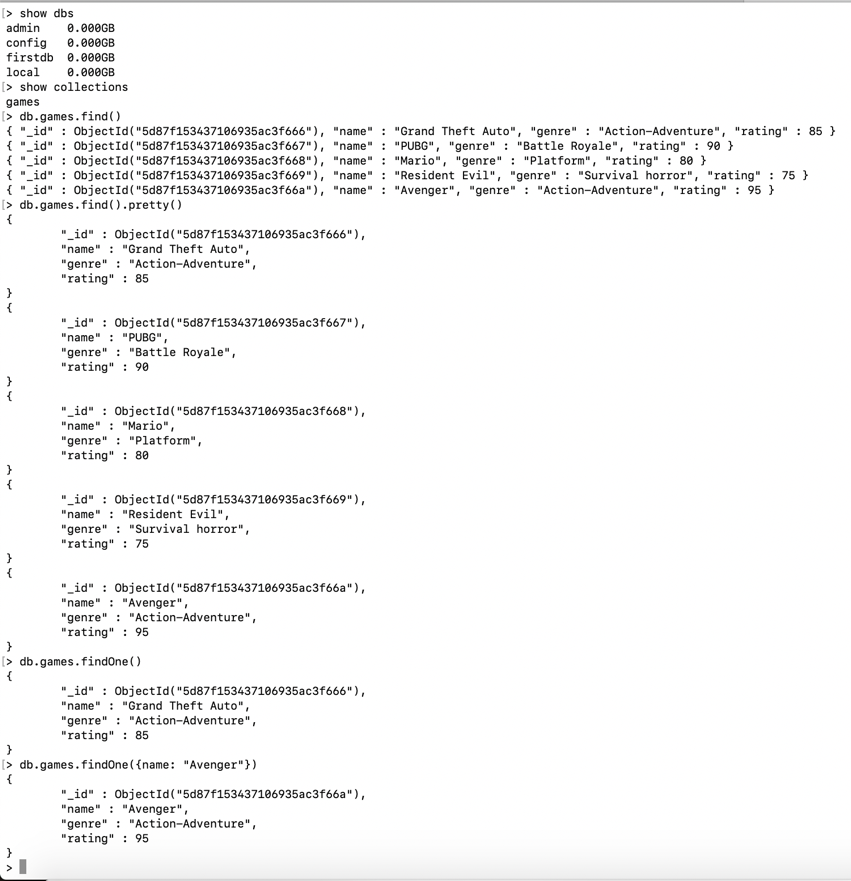 [> show dbs
admin    0.000GB
config   0.000GB
firstdb  0.000GB
local    0.000GB
[> show collections
games
[> db.games.find()
{ "_id" : ObjectId("5d87f153437106935ac3f666"), "name" : "Grand Theft Auto", "genre" : "Action-Adventure", "rating" : 85 }
{ "_id" : ObjectId("5d87f153437106935ac3f667"), "name" : "PUBG", "genre" : "Battle Royale", "rating" : 90 }
{ "_id" : ObjectId("5d87f153437106935ac3f668"), "name" : "Mario", "genre" : "Platform", "rating" : 80 }
{ "_id" : ObjectId("5d87f153437106935ac3f669"), "name" : "Resident Evil", "genre" : "Survival horror", "rating" : 75 }
{ "_id" : ObjectId("5d87f153437106935ac3f66a"), "name" : "Avenger", "genre" : "Action-Adventure", "rating" : 95 }
[> db.games.find().pretty()
{
        "_id" : ObjectId("5d87f153437106935ac3f666"),
        "name" : "Grand Theft Auto",
        "genre" : "Action-Adventure",
        "rating" : 85
}
{
        "_id" : ObjectId("5d87f153437106935ac3f667"),
        "name" : "PUBG",
        "genre" : "Battle Royale",
        "rating" : 90
}
{
        "_id" : ObjectId("5d87f153437106935ac3f668"),
        "name" : "Mario",
        "genre" : "Platform",
        "rating" : 80
}
{
        "_id" : ObjectId("5d87f153437106935ac3f669"),
        "name" : "Resident Evil",
        "genre" : "Survival horror",
        "rating" : 75
}
{
        "_id" : ObjectId("5d87f153437106935ac3f66a"),
        "name" : "Avenger",
        "genre" : "Action-Adventure",
        "rating" : 95
}
[> db.games.findOne()
{
        "_id" : ObjectId("5d87f153437106935ac3f666"),
        "name" : "Grand Theft Auto",
        "genre" : "Action-Adventure",
        "rating" : 85
}
[> db.games.findOne({name: "Avenger"})
{
        "_id" : ObjectId("5d87f153437106935ac3f66a"),
        "name" : "Avenger",
        "genre" : "Action-Adventure",
        "rating" : 95
}
>